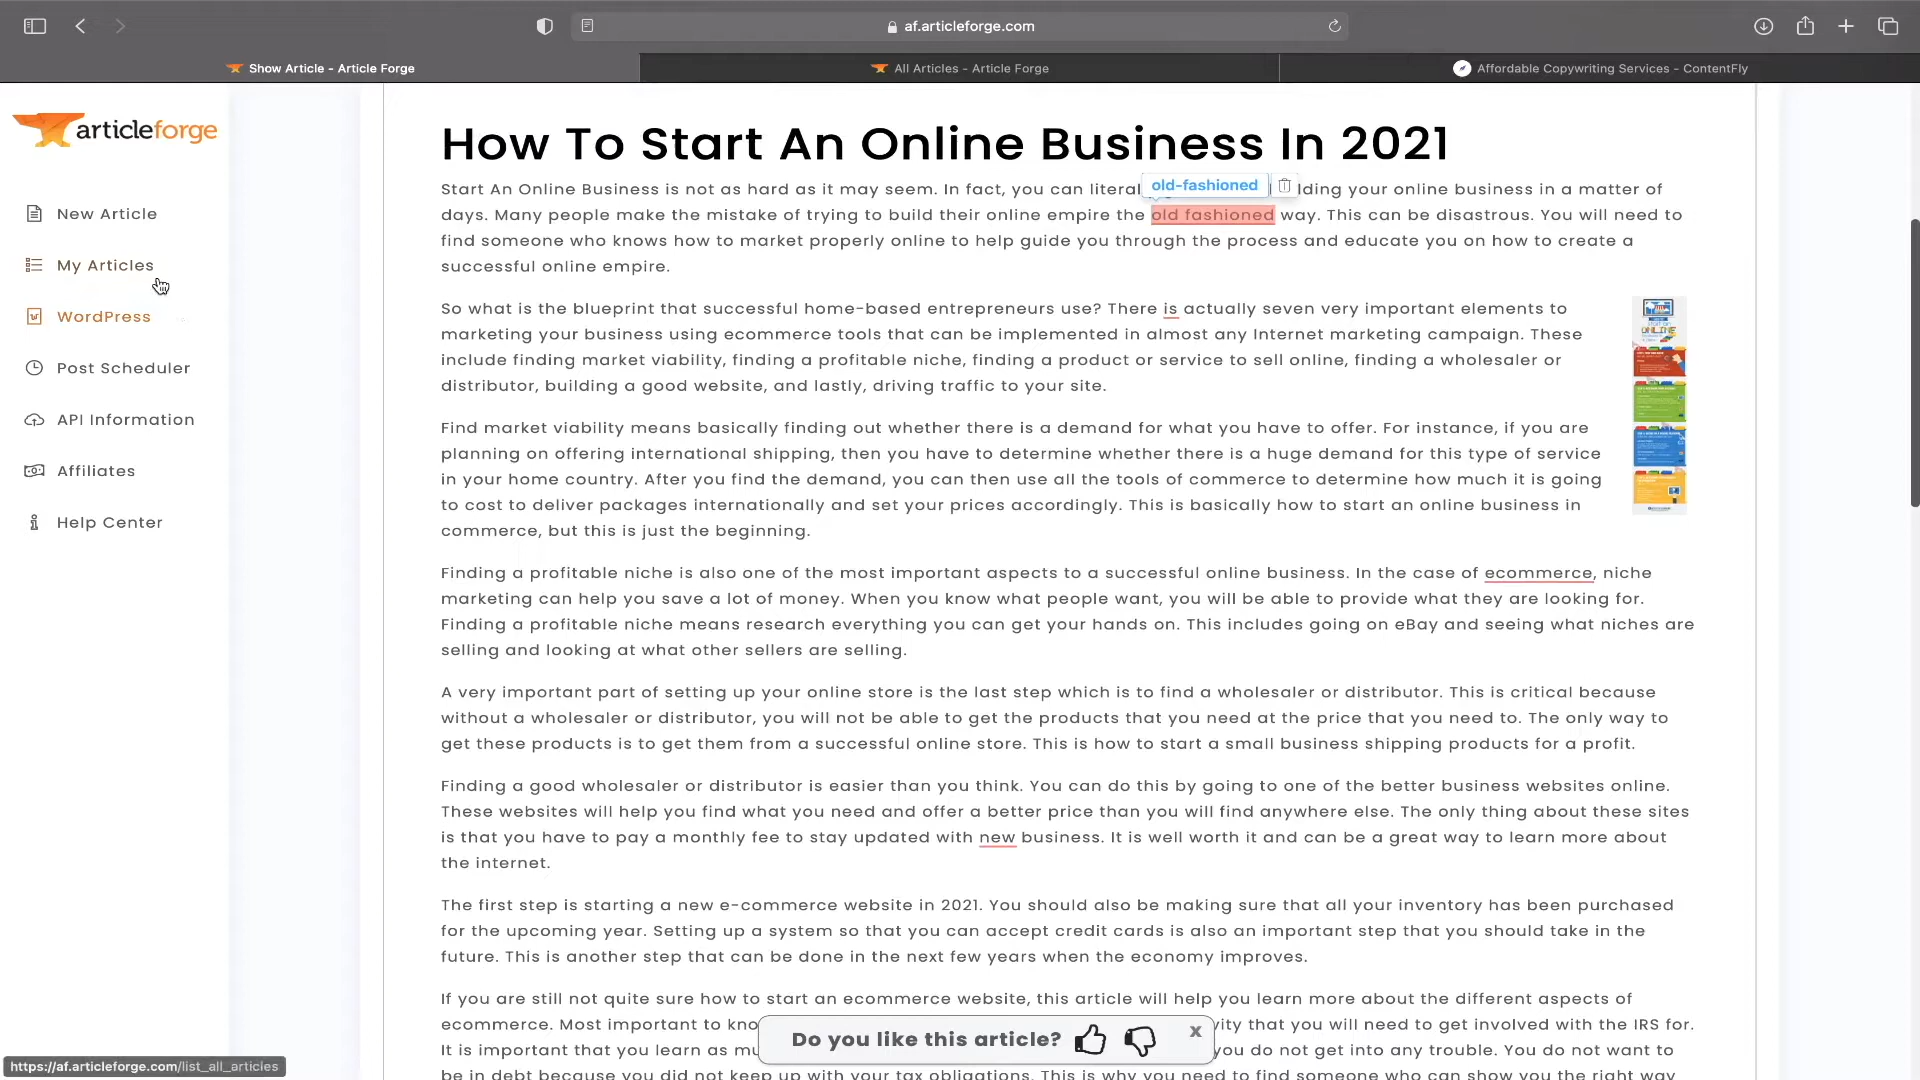 af.articleforge.com
Show Article - Article Forge
All Articles - Article Forge
Affordable Copywriting Services - ContentFly
articleforge
New Article
My Articles
WordPress
Post Scheduler
API Information
Affiliates
Help Center
How To Start An Online Business In 2021
old-fashioned
Start An Online Business is not as hard as it may seem. In fact, you can literal lding your online business in a matter of
days. Many people make the mistake of trying to build their online empire the old fashioned way. This can be disastrous. You will need to
find someone who knows how to market properly online to help guide you through the process and educate you on how to create a
successful online empire.
So what is the blueprint that successful home-based entrepreneurs use? There is actually seven very important elements to
marketing your business using ecommerce tools that can be implemented in almost any Internet marketing campaign. These
include finding market viability, finding a profitable niche, finding a product or service to sell online, finding a wholesaler or
distributor, building a good website, and lastly, driving traffic to your site.
Find market viability means basically finding out whether there is a demand for what you have to offer. For instance, if you are
planning on offering international shipping, then you have to determine whether there is a huge demand for this type of service
in your home country. After you find the demand, you can then use all the tools of commerce to determine how much it is going
to cost to deliver packages internationally and set your prices accordingly. This is basically how to start an online business in
commerce, but this is just the beginning.
Finding a profitable niche is also one of the most important aspects to a successful online business. In the case of ecommerce, niche
marketing can help you save a lot of money. When you know what people want, you will be able to provide what they are looking for.
Finding a profitable niche means research everything you can get your hands on. This includes going on eBay and seeing what niches are
selling and looking at what other sellers are selling.
A very important part of setting up your online store is the last step which is to find a wholesaler or distributor. This is critical because
without a wholesaler or distributor, you will not be able to get the products that you need at the price that you need to. The only way to
get these products is to get them from a successful online store. This is how to start a small business shipping products for a profit.
Finding a good wholesaler or distributor is easier than you think. You can do this by going to one of the better business websites online.
These websites will help you find what you need and offer a better price than you will find anywhere else. The only thing about these sites
is that you have to pay a monthly fee to stay updated with new business. It is well worth it and can be a great way to learn more about
the internet.
The first step is starting a new e-commerce website in 2021. You should also be making sure that all your inventory has been purchased
for the upcoming year. Setting up a system so that you can accept credit cards is also an important step that you should take in the
future. This is another step that can be done in the next few years when the economy improves.
If you are still not quite sure how to start an ecommerce website, this article will help you learn more about the different aspects of
ecommerce. Most important to kno vity that you will need to get involved with the IRS for.
It is important that you learn as mu you do not get into any trouble. You do not want to
be in debt because you did not keep up with your tax obligations. This is why you need to find someone who can show you the right way
Do you like this article? x
https://af.articleforge.com/list_all_articles
START AN
ONLINE